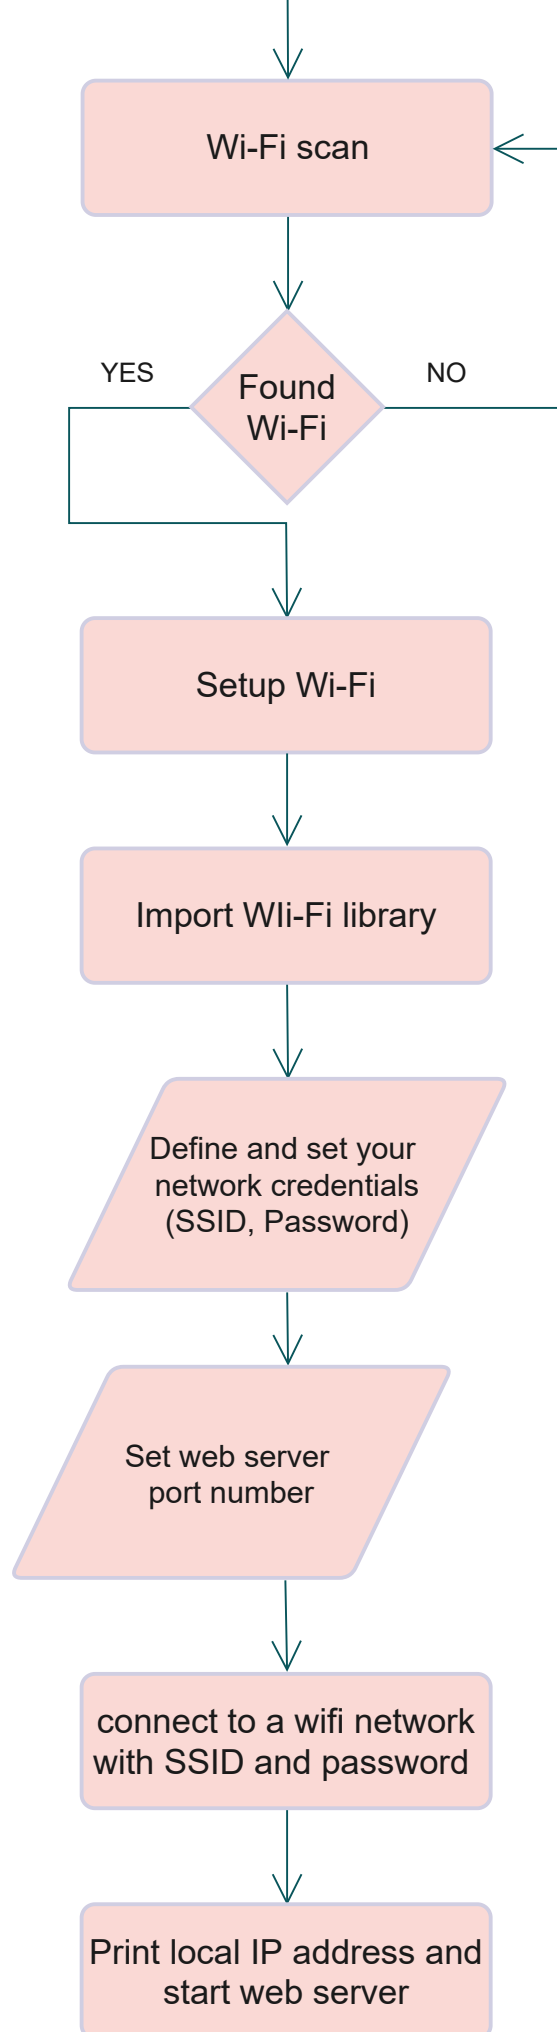 Wi-Fi scan
YES
NO
Found
Wi-Fi
Setup Wi-Fi
Import WIi-Fi library
Define and set your
network credentials
(SSID, Password)
Set web server
port number
connect to a wifi network
with SSID and password
Print local IP address and
start web server